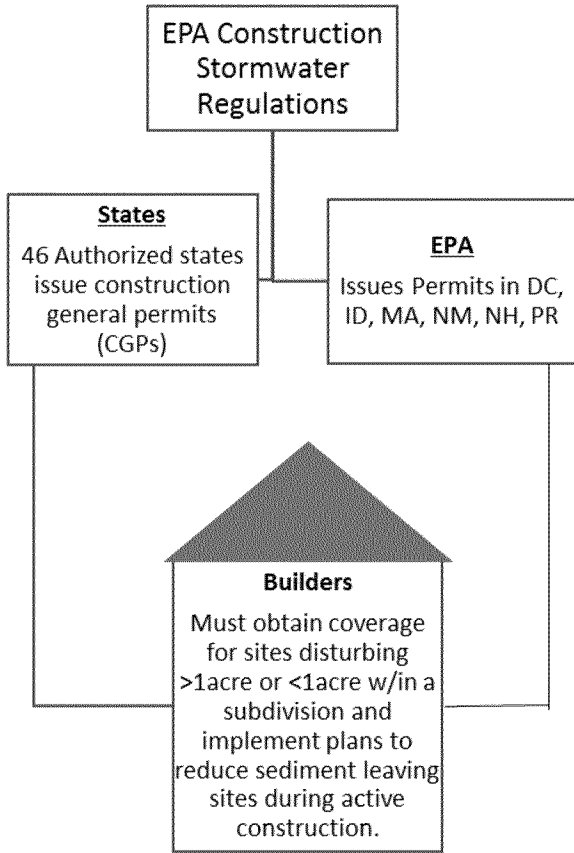 EPA Construction
Stormwater
Regulations
States
46 Authorized states
issue construction
general permits
(CGPs)
EPA
Issues Permits in DC,
ID, MA, NM, NH, PR
Builders
Must obtain coverage
for sites disturbing
>1acre or <1acre w/in a
subdivision and
implement plans to
reduce sediment leaving
sites during active
construction.